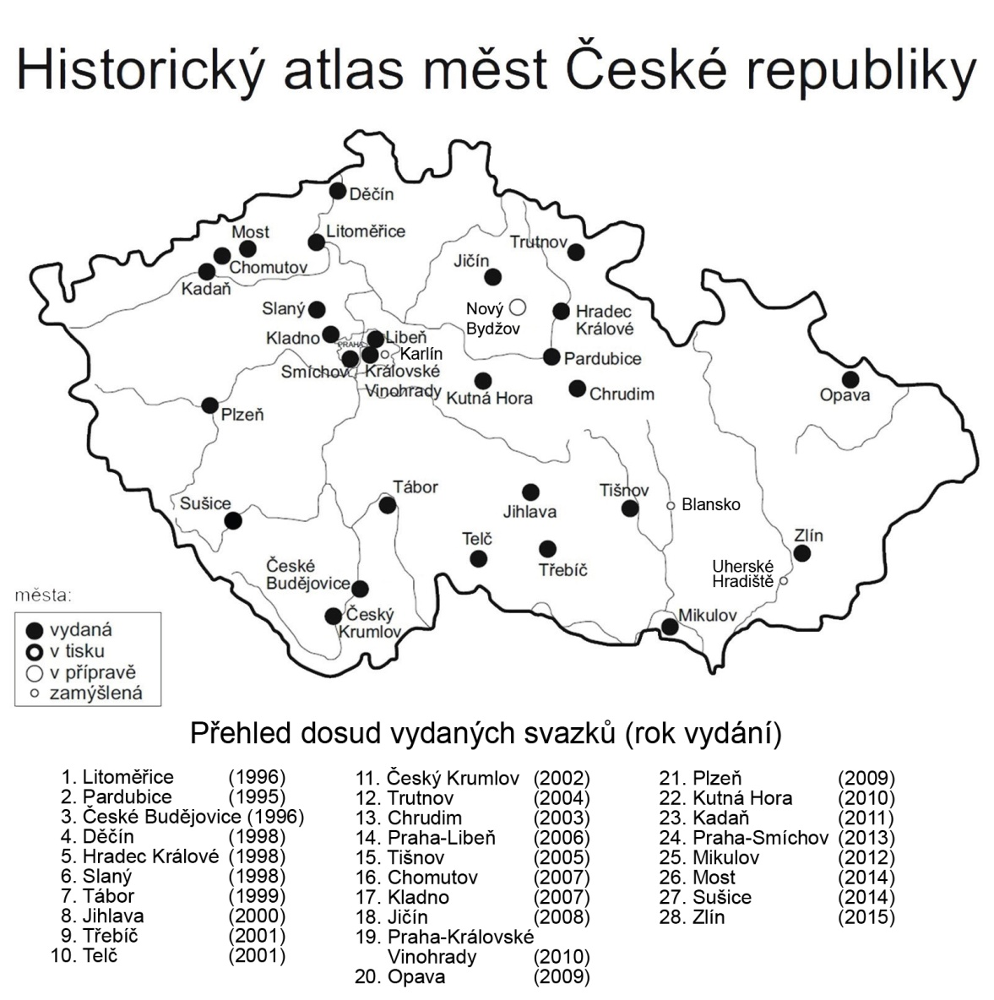 Historický atlas měst České republiky
Děčín
Most
Litoměřice
Chomutov
Kadaň
Trutnov
Jičín
Slaný
Nový
Bydžov
Hradec
Králové
Kladno
PRAHA
Libeň
Karlín
Smíchov
Královské
Vinohrady
Pardubice
Kutná Hora
Chrudim
Opava
Plzeň
Sušice
Tábor
Jihlava
Tišnov
Blansko
Telč
Třebíč
Zlín
Uherské
Hradiště
České
Budějovice
Český
Krumlov
Mikulov
města:
vydaná
v tisku
v přípravě
zamýšlená
Přehled dosud vydaných svazků (rok vydání)
1. Litoměřice (1996)
2. Pardubice (1995)
3. České Budějovice (1996)
4. Děčín (1998)
5. Hradec Králové (1998)
6. Slaný (1998)
7. Tábor (1999)
8. Jihlava (2000)
9. Třebíč (2001)
10. Telč (2001)
11. Český Krumlov (2002)
12. Trutnov (2004)
13. Chrudim (2003)
14. Praha-Libeň (2006)
15. Tišnov (2005)
16. Chomutov (2007)
17. Kladno (2007)
18. Jičín (2008)
19. Praha-Královské
Vinohrady (2010)
20. Opava (2009)
21. Plzeň (2009)
22. Kutná Hora (2010)
23. Kadaň (2011)
24. Praha-Smíchov (2013)
25. Mikulov (2012)
26. Most (2014)
27. Sušice (2014)
28. Zlín (2015)